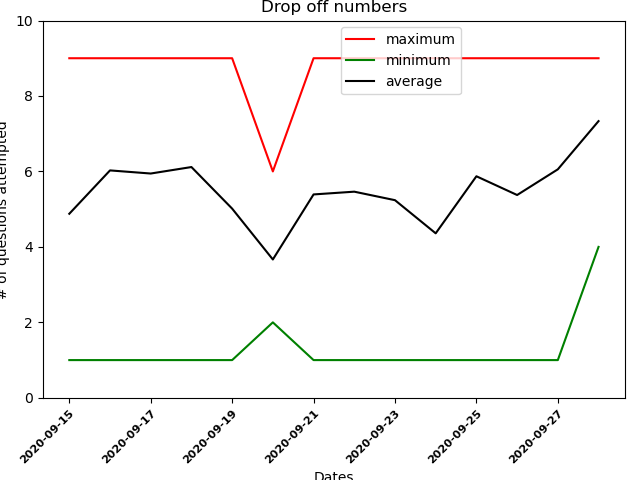 Drop off numbers
maximum
minimum
average
# of questions attempted
10
8
6
4
2
0
2020-09-15
2020-09-17
2020-09-19
2020-09-21
2020-09-23
2020-09-25
2020-09-27
Dates